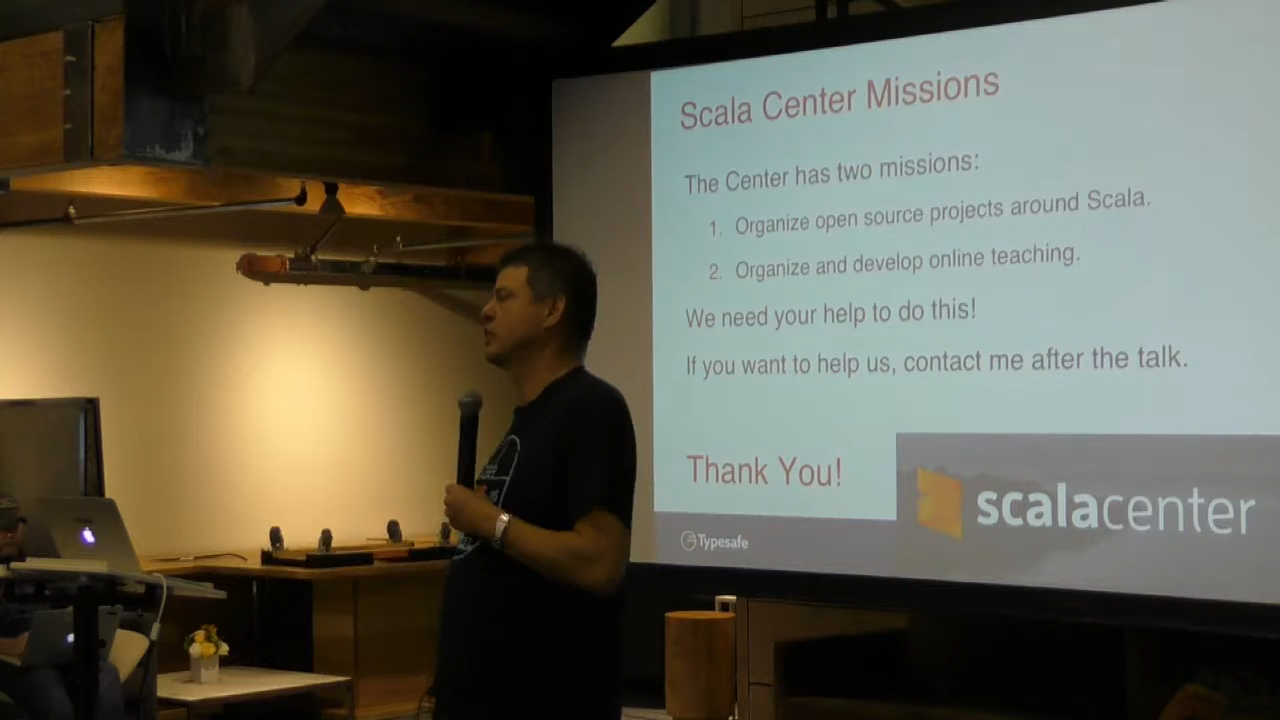 Scala Center Missions
The Center has two missions:
1. Organize open source projects around Scala.
2. Organize and develop online teaching.
We need your help to do this!
If you want to help us, contact me after the talk.
Thank You!
scalacenter
Typesafe